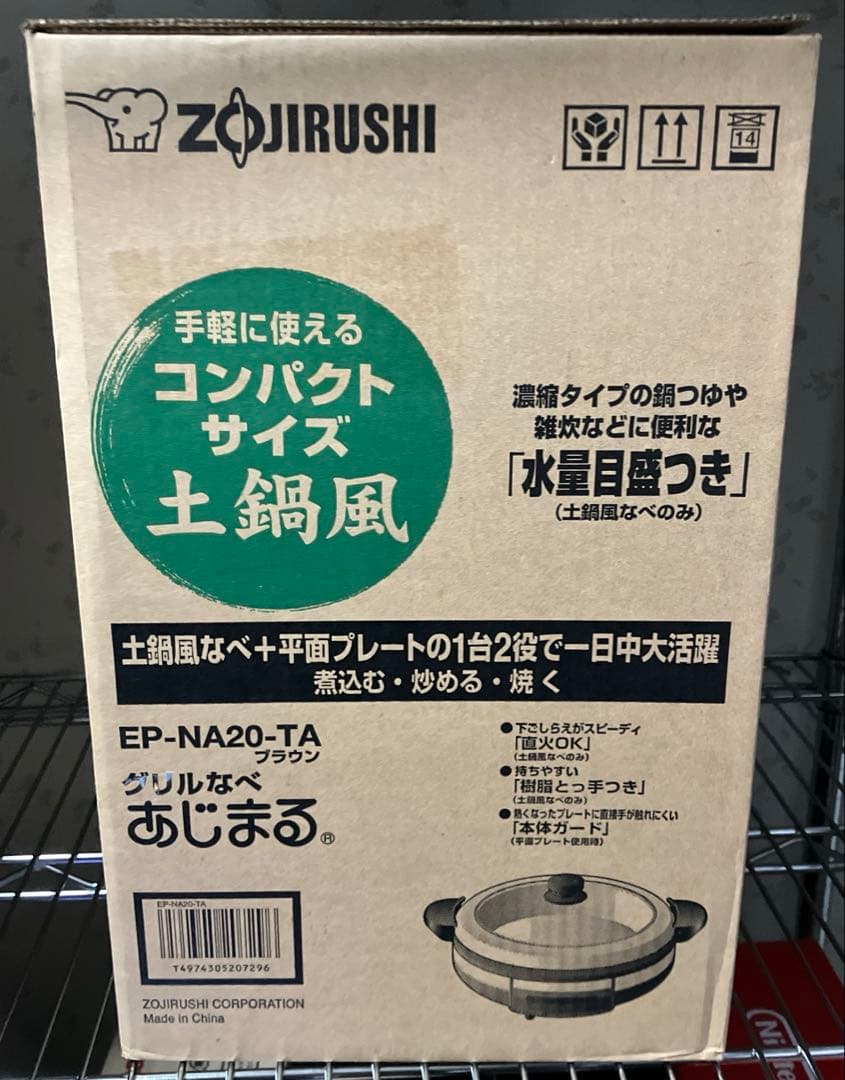 ZOJIRUSHI
14
手軽に使える
コンパクト
サイズ
土鍋風
濃縮タイプの鍋つゆや
雑炊などに便利な
「水量目盛つき」
(土鍋風なべのみ)
土鍋風なべ+平面プレートの1台2役で一日中大活躍
煮込む・炒める・焼く
EP-NA20-TA
ブラウン
グリルなべ
あじまる®
●下ごしらえがスピーディ
「直火OK」
(土鍋風なべのみ)
●持ちやすい
「樹脂とっ手つき」
(土鍋風なべのみ)
●熱くなったプレートに直接手が触れにくい
「本体ガード」
(平面プレート使用時)
EP-NA20-TA
T4974305207296
ZOJIRUSHI CORPORATION
Made in China
Ninte